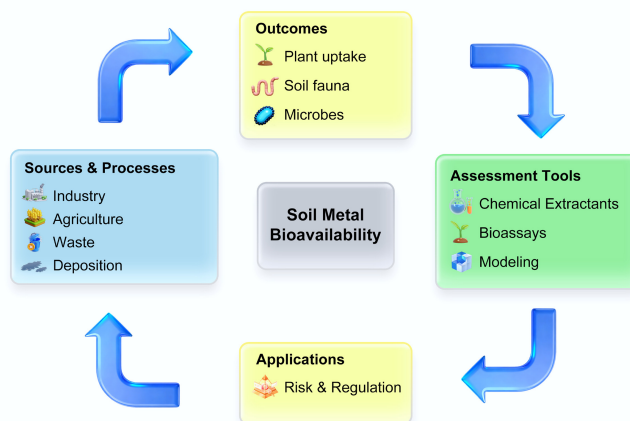 Outcomes
Plant uptake
Soil fauna
Microbes
Sources & Processes
Industry
Agriculture
Waste
Deposition
Soil Metal
Bioavailability
Assessment Tools
Chemical Extractants
Bioassays
Modeling
Applications
Risk & Regulation